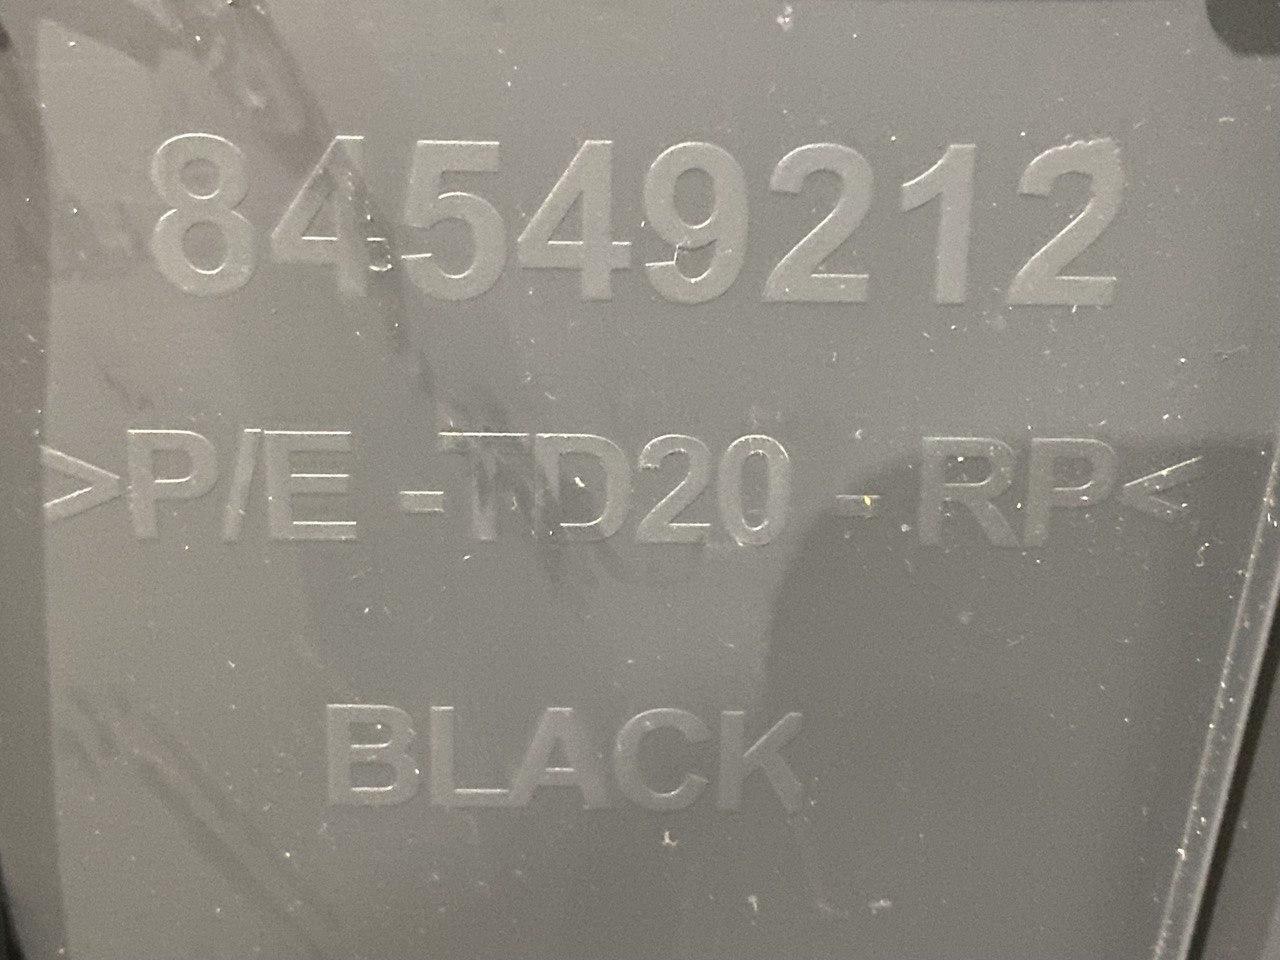 84549212
>P/E -TD20 - RP<
BLACK